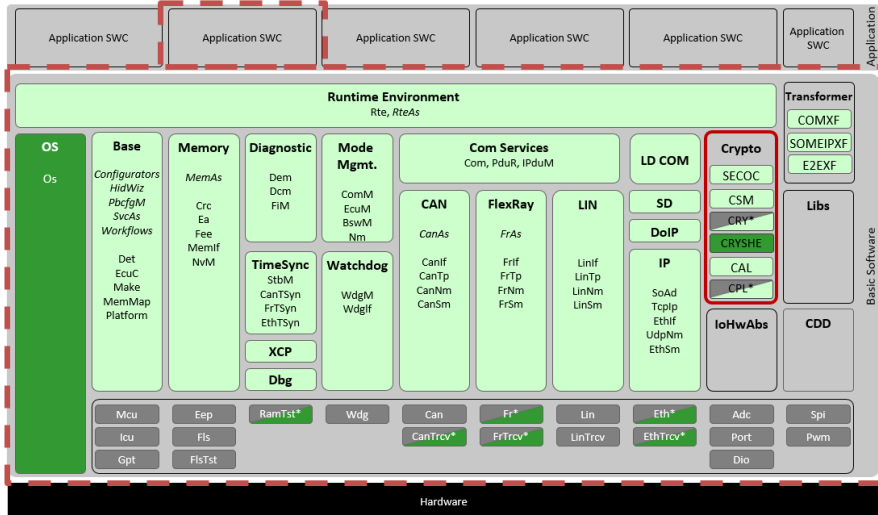 Application SWC
Application SWC
Application SWC
Application SWC
Application SWC
Application
SWC
Application
Runtime Environment
Rte, RteAs
Transformer
COMXF
SOMEIPXF
E2EXF
OS
Os
Base
Configurators
HidWiz
PbcfgM
SvcAs
Workflows
Det
EcuC
Make
MemMap
Platform
Memory
MemAs
Crc
Ea
Fee
MemIf
NvM
Diagnostic
Dem
Dcm
FiM
TimeSync
StbM
CanTSyn
FrTSyn
EthTSyn
XCP
Dbg
Mode
Mgmt.
ComM
EcuM
BswM
Nm
Watchdog
WdgM
WdgIf
Com Services
Com, PduR, IPduM
CAN
CanAs
CanIf
CanTp
CanNm
CanSm
FlexRay
FrAs
FrIf
FrTp
FrNm
FrSm
LIN
LinIf
LinTp
LinNm
LinSm
LD COM
SD
DoIP
IP
SoAd
TcpIp
EthIf
UdpNm
EthSm
Crypto
SECOC
CSM
CRY*
CRYSHE
CAL
CPL*
IoHwAbs
Libs
CDD
Basic Software
Mcu
Eep
RamTst*
Wdg
Can
Fr*
Lin
Eth*
Adc
Spi
Icu
Fls
CanTrcv*
FrTrcv*
LinTrcv
EthTrcv*
Port
Pwm
Gpt
FlsTst
Dio
Hardware